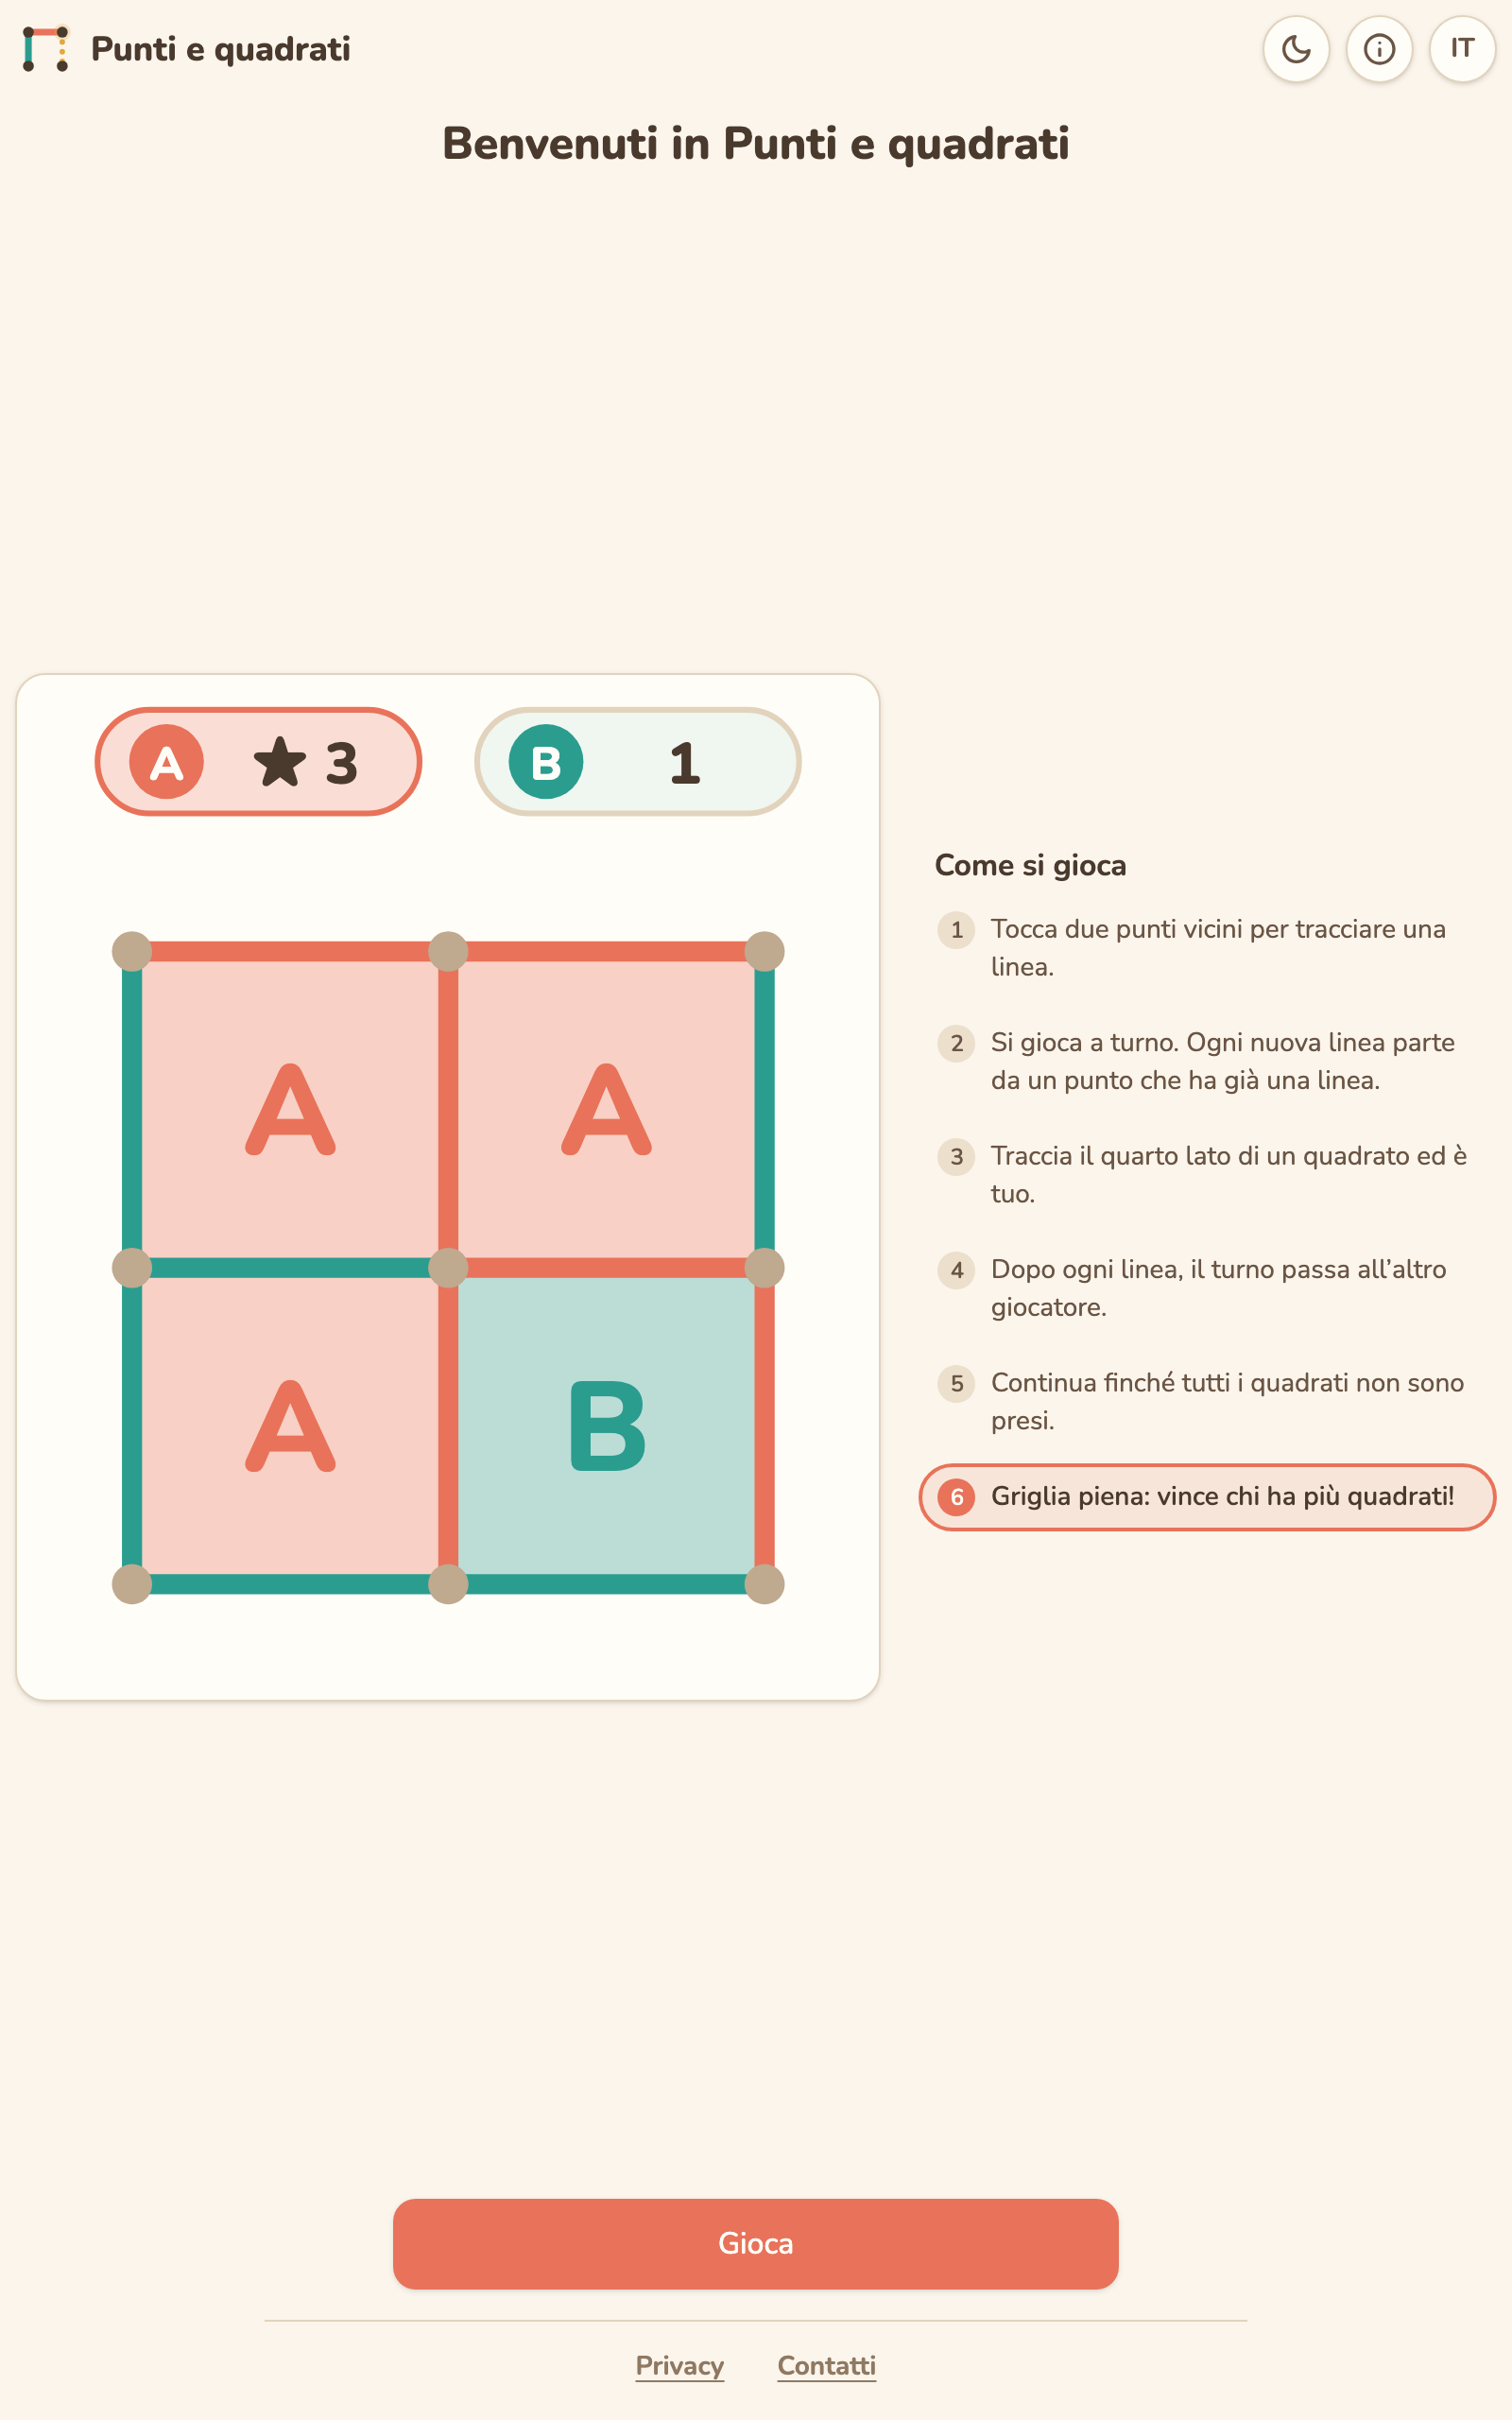 Punti e quadrati
IT
Benvenuti in Punti e quadrati
A
3
B
1
A
A
A
B
Come si gioca
1 Tocca due punti vicini per tracciare una
linea.
2 Si gioca a turno. Ogni nuova linea parte
da un punto che ha già una linea.
3 Traccia il quarto lato di un quadrato ed è
tuo.
4 Dopo ogni linea, il turno passa all’altro
giocatore.
5 Continua finché tutti i quadrati non sono
presi.
6 Griglia piena: vince chi ha più quadrati!
Gioca
Privacy
Contatti